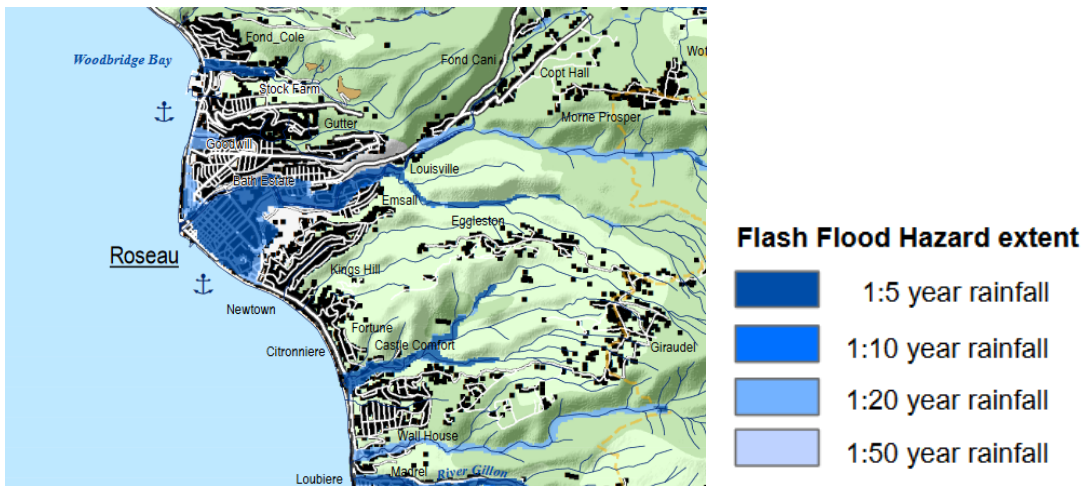 Fond_Cole
Woodbridge Bay
Fond Cani
Wot
Copt Hall
Stock Farm
Gutter
Morne Prosper
Goodwill
Louisville
Bath Estate
Emsall
Eggleston
Roseau
Kings Hill
Newtown
Fortune
Citronniere
Castle Comfort
Giraudel
Wall House
Madrel
River Gillon
Loubiere
Flash Flood Hazard extent
1:5 year rainfall
1:10 year rainfall
1:20 year rainfall
1:50 year rainfall